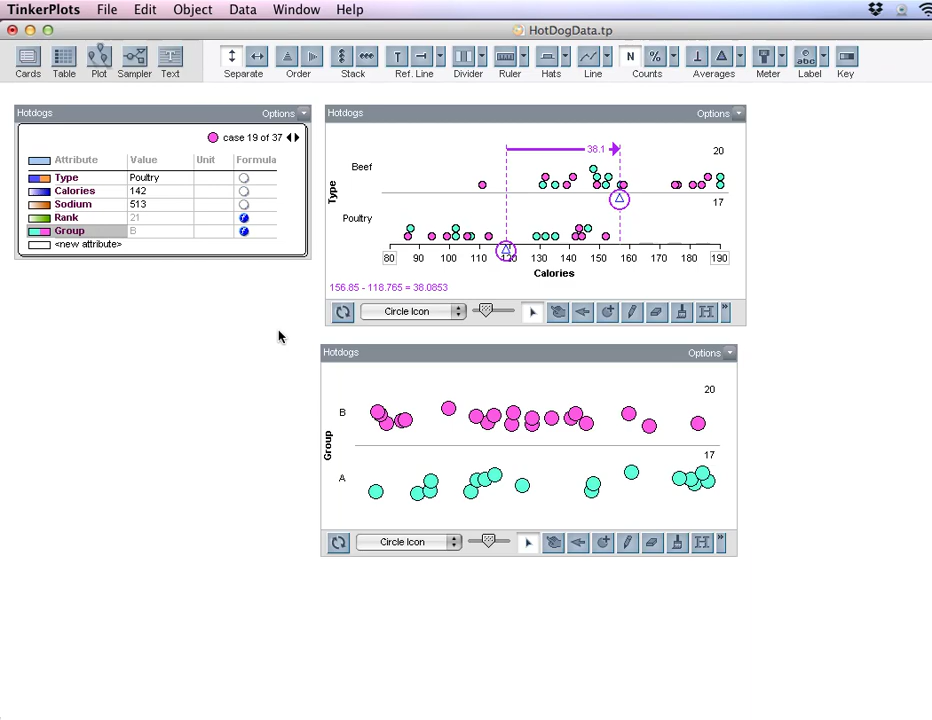 TinkerPlots File Edit Object Data Window Help
HotDogData.tp
Cards Table Plot Sampler Text Separate Order Stack Ref. Line Divider Ruler Hats Line N % Counts Averages Meter abc Label Key
Hotdogs Options
case 19 of 37
Attribute Value Unit Formula
Type Poultry
Calories 142
Sodium 513
Rank 21
Group B
<new attribute>
Hotdogs Options
38.1
20
Beef
17
Type
Poultry
80 90 100 110 120 130 140 150 160 170 180 190
Calories
156.85 - 118.765 = 38.0853
Circle Icon
Hotdogs Options
20
B
17
Group
A
Circle Icon